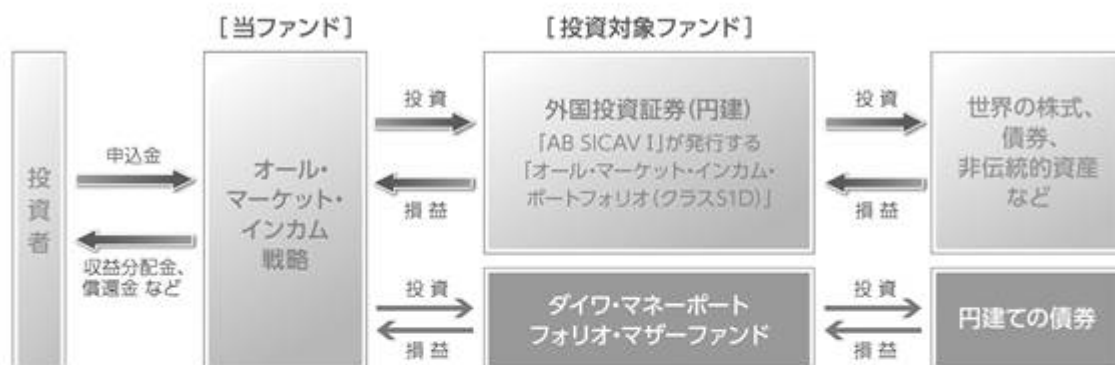 [当ファンド]
[投資対象ファンド]
投資者
申込金
収益分配金、
償還金 など
オール・
マーケット・
インカム
戦略
投資
損益
外国投資証券(円建)
「AB SICAV I」が発行する
「オール・マーケット・インカム・
ポートフォリオ(クラスS1D)」
投資
損益
世界の株式、
債券、
非伝統的資産
など
投資
損益
ダイワ・マネーポート
フォリオ・マザーファンド
投資
損益
円建ての債券